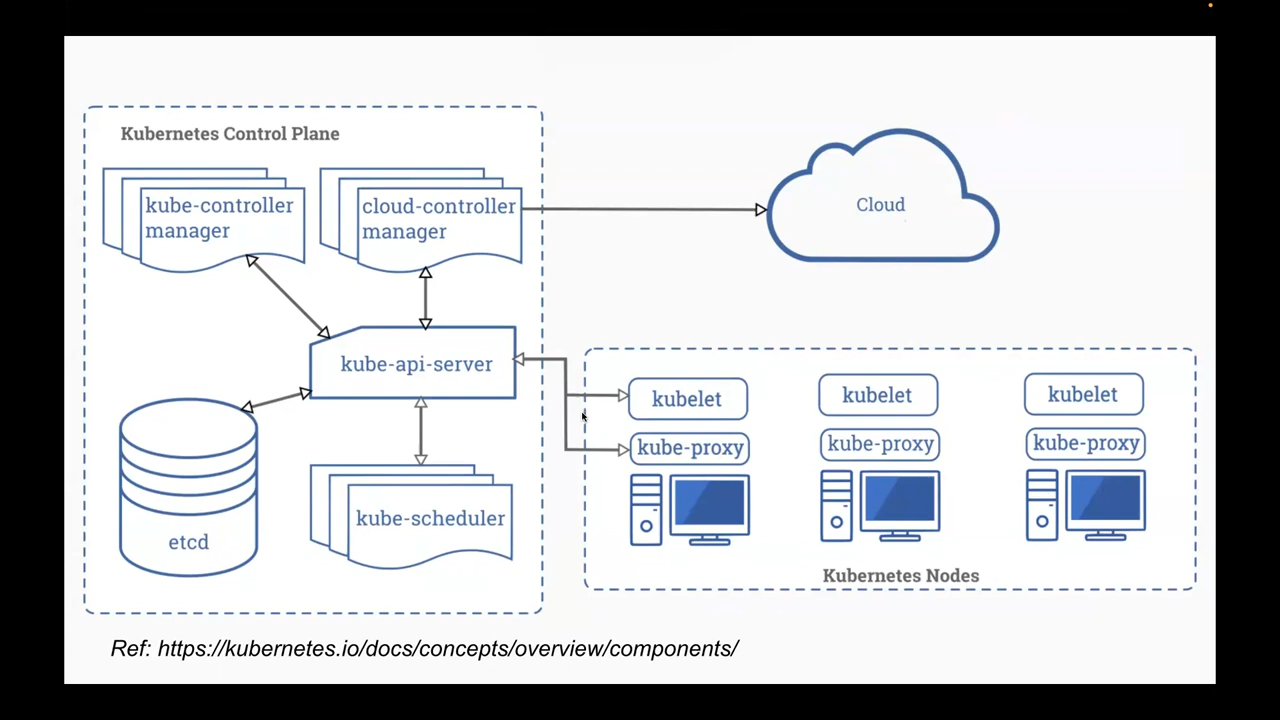 Kubernetes Control Plane
kube-controller
manager
cloud-controller
manager
Cloud
kube-api-server
etcd
kube-scheduler
kubelet
kube-proxy
kubelet
kube-proxy
kubelet
kube-proxy
Kubernetes Nodes
Ref: https://kubernetes.io/docs/concepts/overview/components/